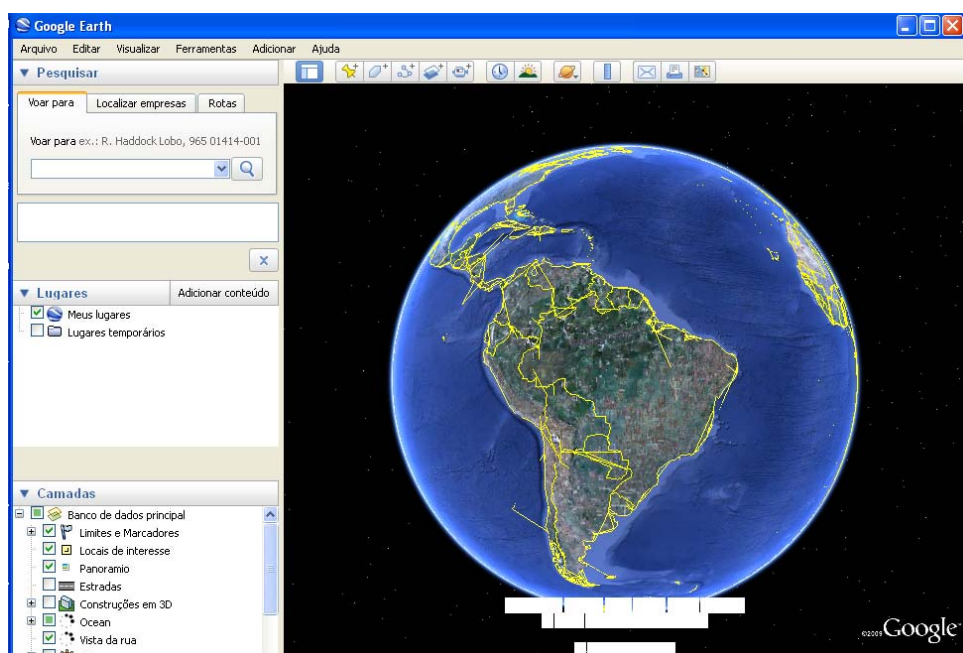 Google Earth
Arquivo Editar Visualizar Ferramentas Adicionar Ajuda
Pesquisar
Voar para Localizar empresas Rotas
Voar para ex.: R. Haddock Lobo, 965 01414-001
Lugares Adicionar conteúdo
Meus lugares
Lugares temporários
Camadas
Banco de dados principal
Limites e Marcadores
Locais de interesse
Panoramio
Estradas
Construções em 3D
Ocean
Vista da rua
©2009 Google